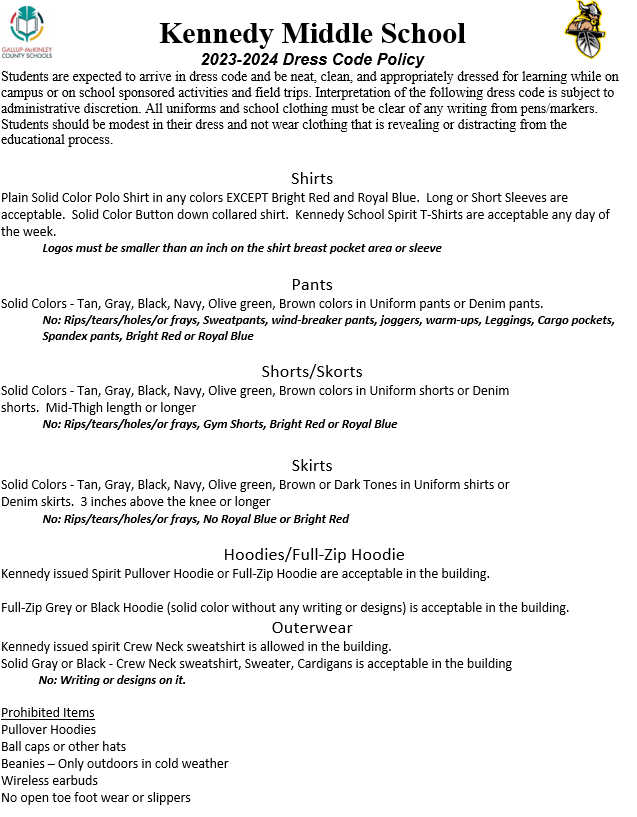 GALLUP-McKINLEY
COUNTY SCHOOLS
Kennedy Middle School
2023-2024 Dress Code Policy
Students are expected to arrive in dress code and be neat, clean, and appropriately dressed for learning while on
campus or on school sponsored activities and field trips. Interpretation of the following dress code is subject to
administrative discretion. All uniforms and school clothing must be clear of any writing from pens/markers.
Students should be modest in their dress and not wear clothing that is revealing or distracting from the
educational process.
Shirts
Plain Solid Color Polo Shirt in any colors EXCEPT Bright Red and Royal Blue. Long or Short Sleeves are
acceptable. Solid Color Button down collared shirt. Kennedy School Spirit T-Shirts are acceptable any day of
the week.
Logos must be smaller than an inch on the shirt breast pocket area or sleeve
Pants
Solid Colors - Tan, Gray, Black, Navy, Olive green, Brown colors in Uniform pants or Denim pants.
No: Rips/tears/holes/or frays, Sweatpants, wind-breaker pants, joggers, warm-ups, Leggings, Cargo pockets,
Spandex pants, Bright Red or Royal Blue
Shorts/Skorts
Solid Colors - Tan, Gray, Black, Navy, Olive green, Brown colors in Uniform shorts or Denim
shorts. Mid-Thigh length or longer
No: Rips/tears/holes/or frays, Gym Shorts, Bright Red or Royal Blue
Skirts
Solid Colors - Tan, Gray, Black, Navy, Olive green, Brown or Dark Tones in Uniform shirts or
Denim skirts. 3 inches above the knee or longer
No: Rips/tears/holes/or frays, No Royal Blue or Bright Red
Hoodies/Full-Zip Hoodie
Kennedy issued Spirit Pullover Hoodie or Full-Zip Hoodie are acceptable in the building.
Full-Zip Grey or Black Hoodie (solid color without any writing or designs) is acceptable in the building.
Outerwear
Kennedy issued spirit Crew Neck sweatshirt is allowed in the building.
Solid Gray or Black - Crew Neck sweatshirt, Sweater, Cardigans is acceptable in the building
No: Writing or designs on it.
Prohibited Items
Pullover Hoodies
Ball caps or other hats
Beanies – Only outdoors in cold weather
Wireless earbuds
No open toe foot wear or slippers